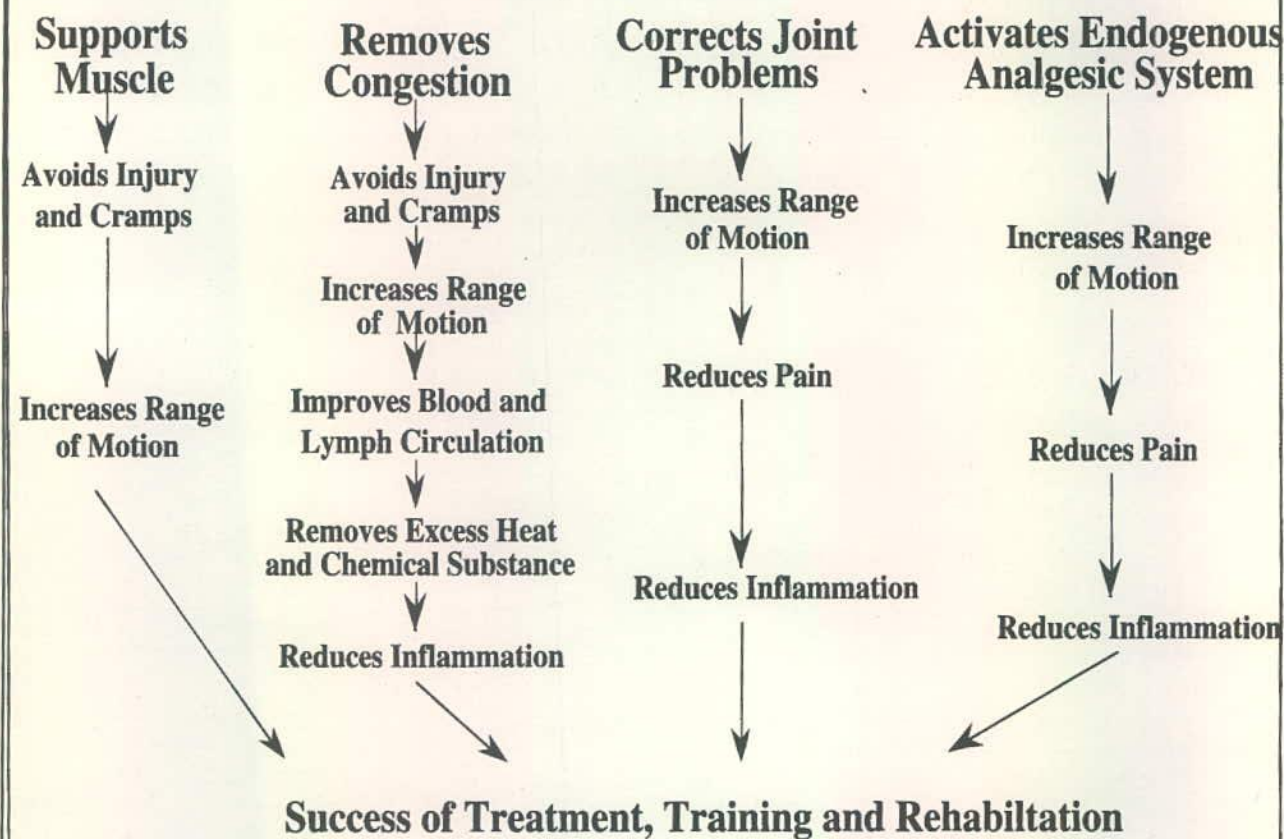 Supports
Muscle
Avoids Injury
and Cramps
Increases Range
of Motion
Removes
Congestion
Avoids Injury
and Cramps
Increases Range
of Motion
Improves Blood and
Lymph Circulation
Removes Excess Heat
and Chemical Substance
Reduces Inflammation
Corrects Joint
Problems
Increases Range
of Motion
Reduces Pain
Reduces Inflammation
Activates Endogenous
Analgesic System
Increases Range
of Motion
Reduces Pain
Reduces Inflammation
Success of Treatment, Training and Rehabiltation